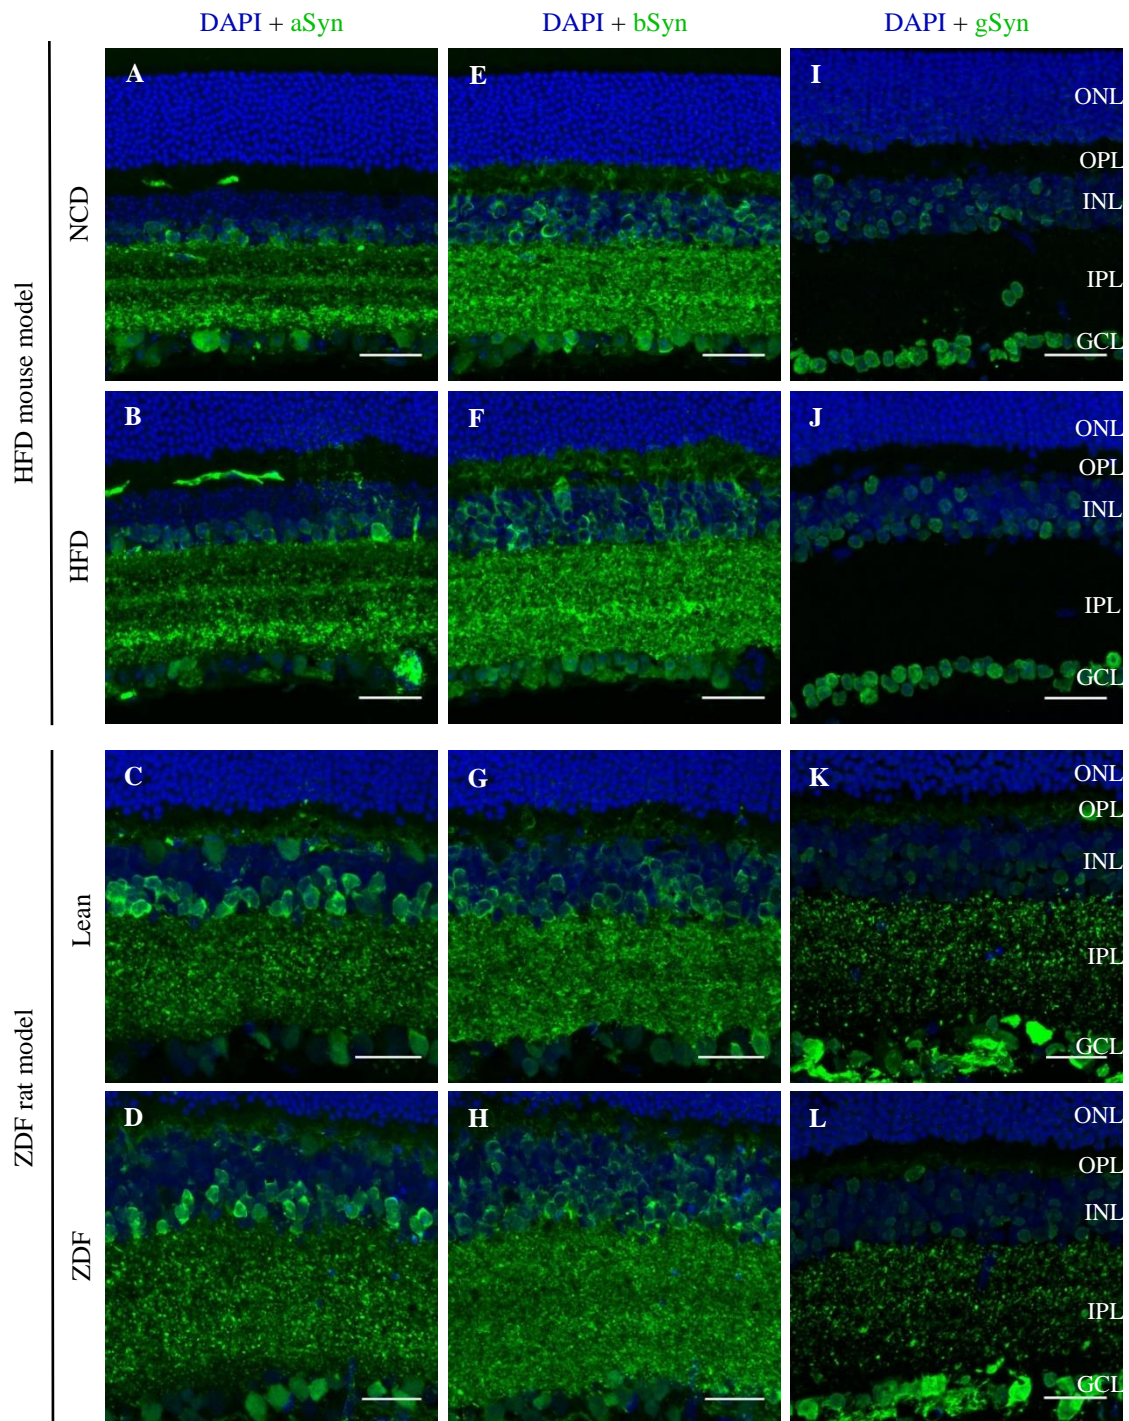 DAPI + aSyn
DAPI + bSyn
DAPI + gSyn
HFD mouse model
NCD
A
E
I
ONL
OPL
INL
IPL
GCL
HFD
B
F
J
ONL
OPL
INL
IPL
GCL
ZDF rat model
Lean
C
G
K
ONL
OPL
INL
IPL
GCL
ZDF
D
H
L
ONL
OPL
INL
IPL
GCL